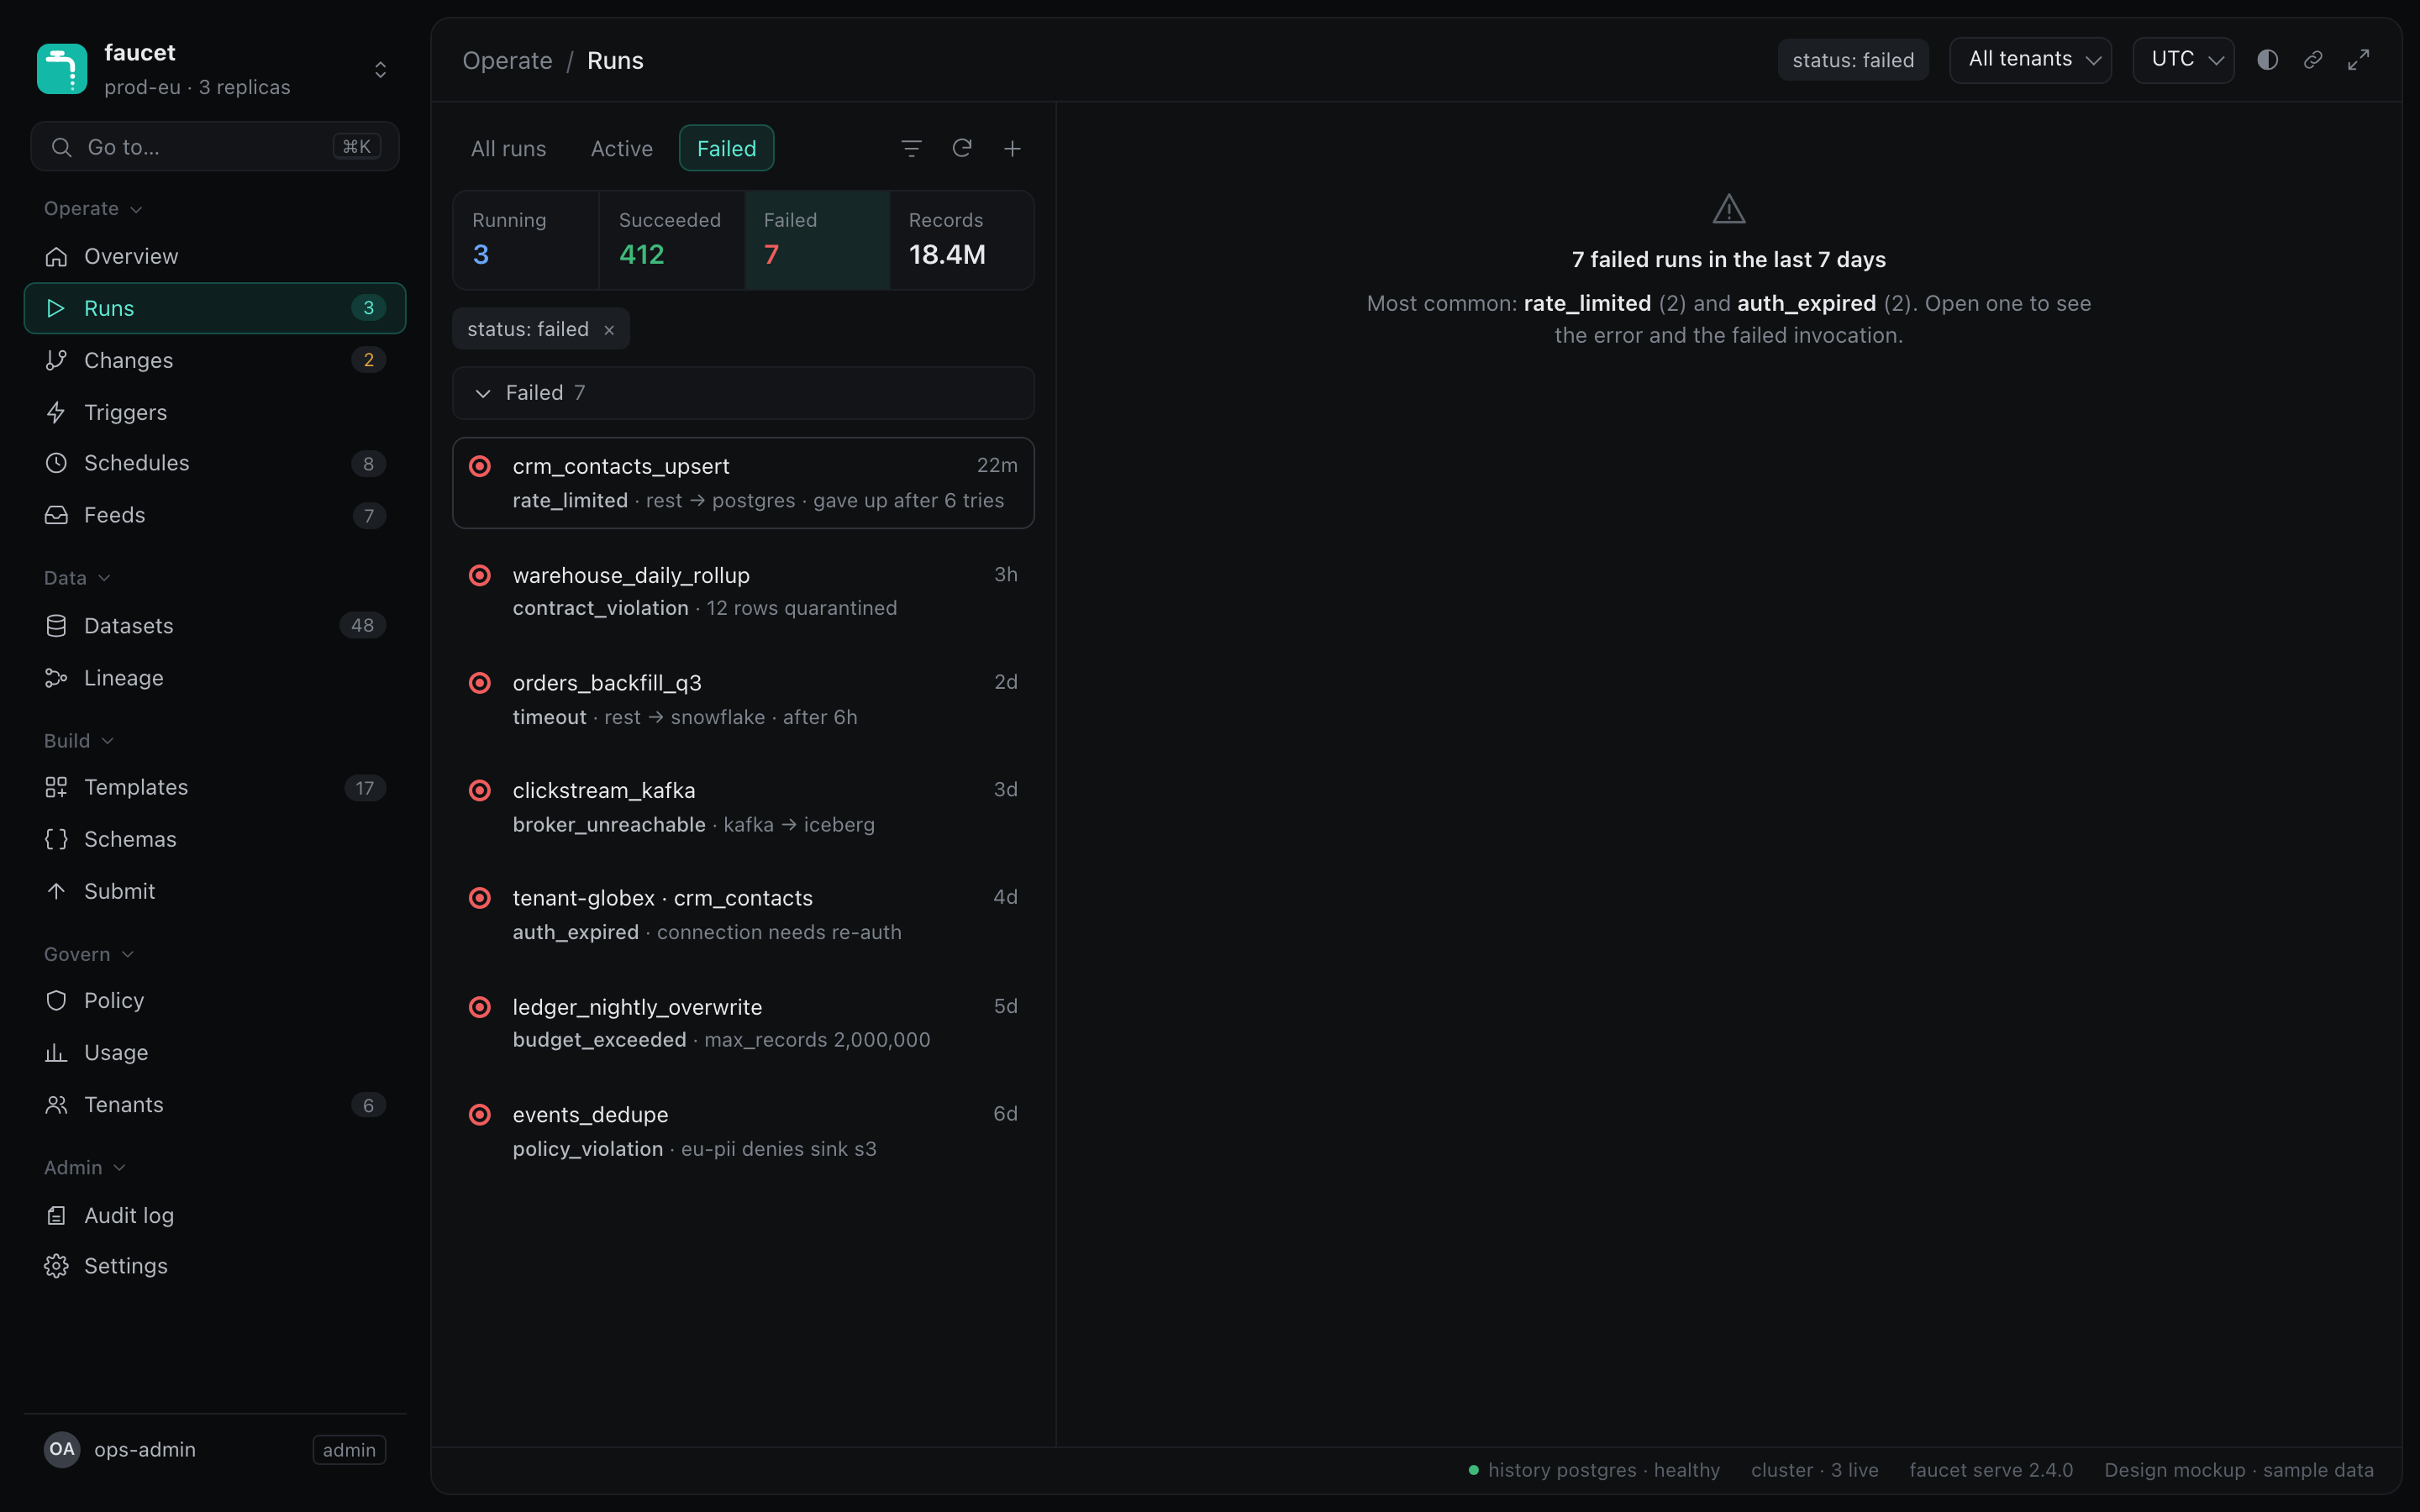 faucet
prod-eu · 3 replicas
Go to...
⌘K
Operate
Overview
Runs 3
Changes 2
Triggers
Schedules 8
Feeds 7
Data
Datasets 48
Lineage
Build
Templates 17
Schemas
Submit
Govern
Policy
Usage
Tenants 6
Admin
Audit log
Settings
OA ops-admin admin
Operate / Runs
status: failed
All tenants
UTC
All runs Active Failed
Running Succeeded Failed Records
3 412 7 18.4M
status: failed ×
Failed 7
crm_contacts_upsert 22m
rate_limited · rest → postgres · gave up after 6 tries
warehouse_daily_rollup 3h
contract_violation · 12 rows quarantined
orders_backfill_q3 2d
timeout · rest → snowflake · after 6h
clickstream_kafka 3d
broker_unreachable · kafka → iceberg
tenant-globex · crm_contacts 4d
auth_expired · connection needs re-auth
ledger_nightly_overwrite 5d
budget_exceeded · max_records 2,000,000
events_dedupe 6d
policy_violation · eu-pii denies sink s3
7 failed runs in the last 7 days
Most common: rate_limited (2) and auth_expired (2). Open one to see
the error and the failed invocation.
history postgres · healthy cluster · 3 live faucet serve 2.4.0 Design mockup · sample data